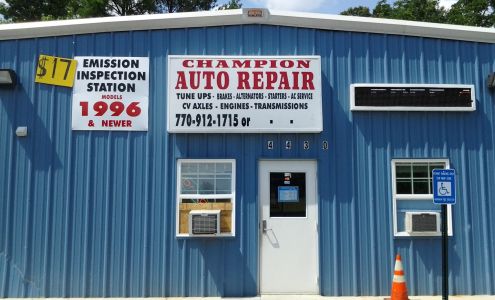 $17
EMISSION
INSPECTION
STATION
MODELS
1996
& NEWER
CHAMPION
AUTO REPAIR
TUNE UPS - BRAKES - ALTERNATORS - STARTERS - AC SERVICE
CV AXLES - ENGINES - TRANSMISSIONS
770-912-1715 or - -
4430